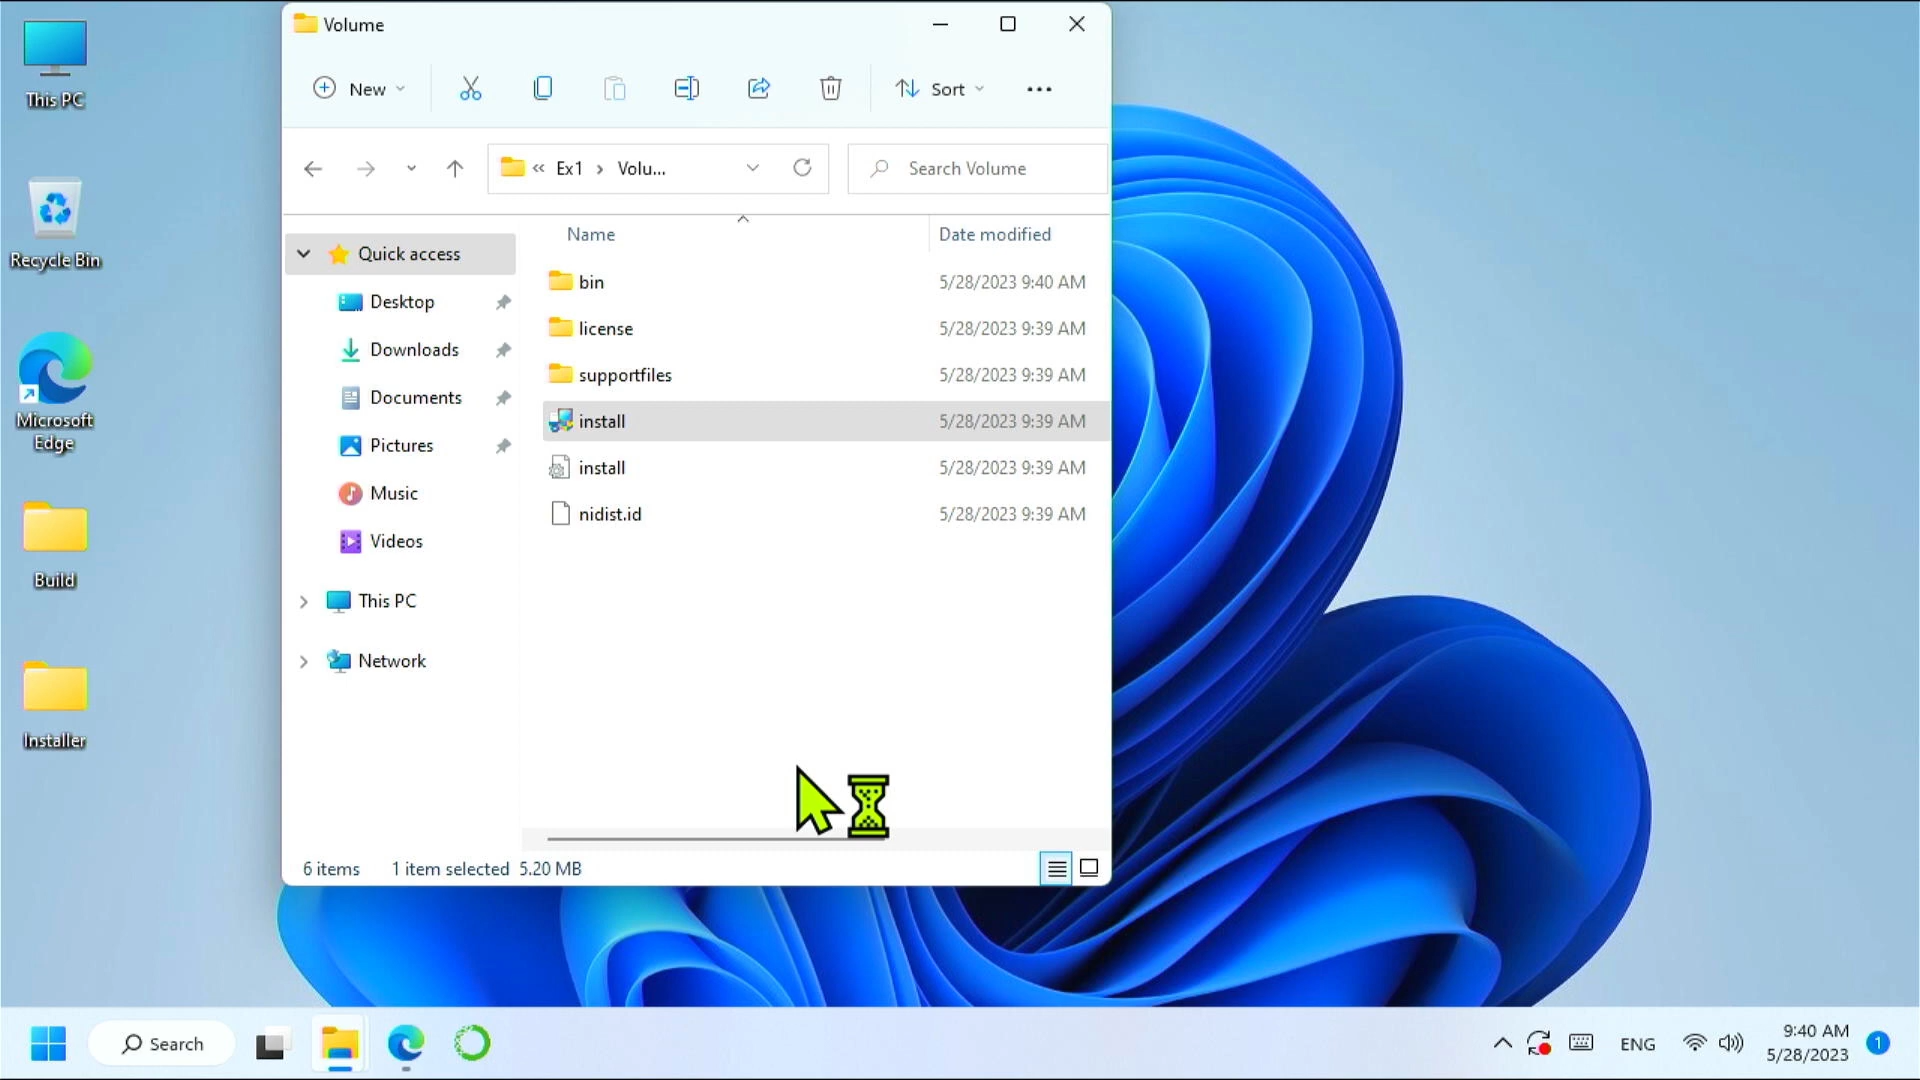 This PC
Recycle Bin
Microsoft
Edge
Build
Installer
Volume
New
Sort
« Ex1 › Volu...
Search Volume
Name
Date modified
Quick access
Desktop
Downloads
Documents
Pictures
Music
Videos
This PC
Network
bin 5/28/2023 9:40 AM
license 5/28/2023 9:39 AM
supportfiles 5/28/2023 9:39 AM
install 5/28/2023 9:39 AM
install 5/28/2023 9:39 AM
nidist.id 5/28/2023 9:39 AM
6 items 1 item selected 5.20 MB
Search
ENG
9:40 AM
5/28/2023
1